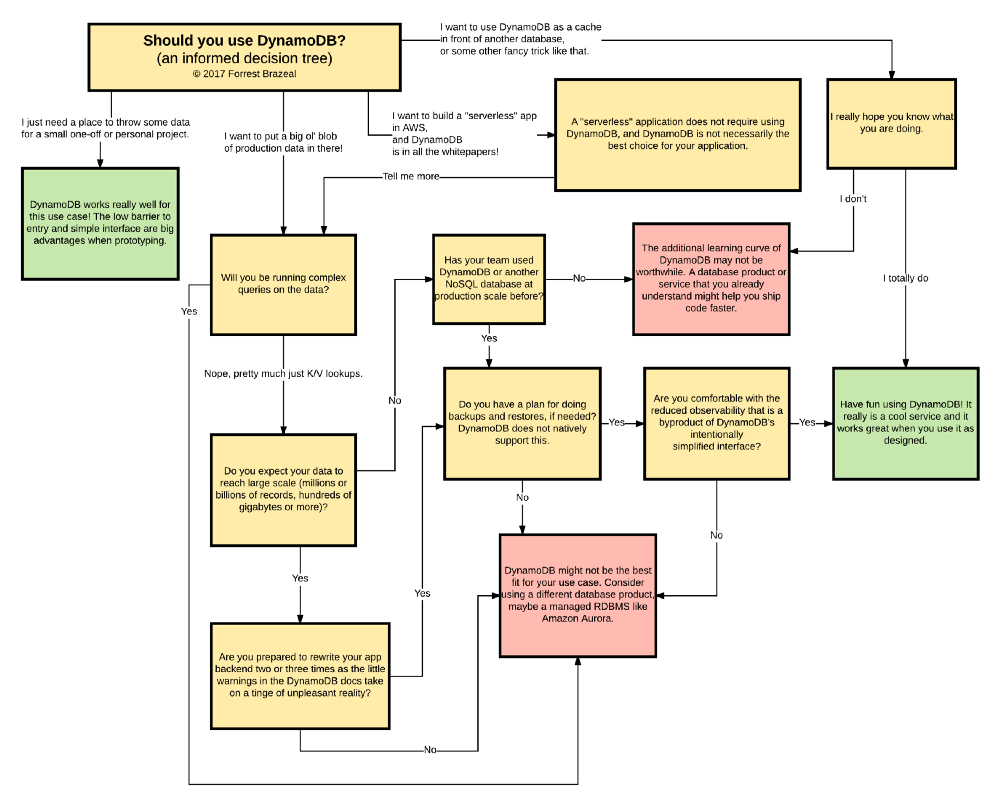 Should you use DynamoDB?
(an informed decision tree)
© 2017 Forrest Brazeal
I want to use DynamoDB as a cache
in front of another database,
or some other fancy trick like that.
I just need a place to throw some data
for a small one-off or personal project.
I want to put a big ol' blob
of production data in there!
I want to build a "serverless" app
in AWS,
and DynamoDB
is in all the whitepapers!
A "serverless" application does not require using
DynamoDB, and DynamoDB is not necessarily the
best choice for your application.
I really hope you know what
you are doing.
Tell me more
DynamoDB works really well for
this use case! The low barrier to
entry and simple interface are big
advantages when prototyping.
I don't
I totally do
Will you be running complex
queries on the data?
Has your team used
DynamoDB or another
NoSQL database at
production scale before?
No
The additional learning curve of
DynamoDB may not be
worthwhile. A database product or
service that you already
understand might help you ship
code faster.
Yes
Yes
Nope, pretty much just K/V lookups.
No
Do you have a plan for doing
backups and restores, if needed?
DynamoDB does not natively
support this.
Yes
Are you comfortable with the
reduced observability that is a
byproduct of DynamoDB's
intentionally
simplified interface?
Yes
Have fun using DynamoDB! It
really is a cool service and it
works great when you use it as
designed.
Do you expect your data to
reach large scale (millions or
billions of records, hundreds of
gigabytes or more)?
No
No
Yes
Yes
DynamoDB might not be the best
fit for your use case. Consider
using a different database product,
maybe a managed RDBMS like
Amazon Aurora.
Are you prepared to rewrite your app
backend two or three times as the little
warnings in the DynamoDB docs take
on a tinge of unpleasant reality?
No